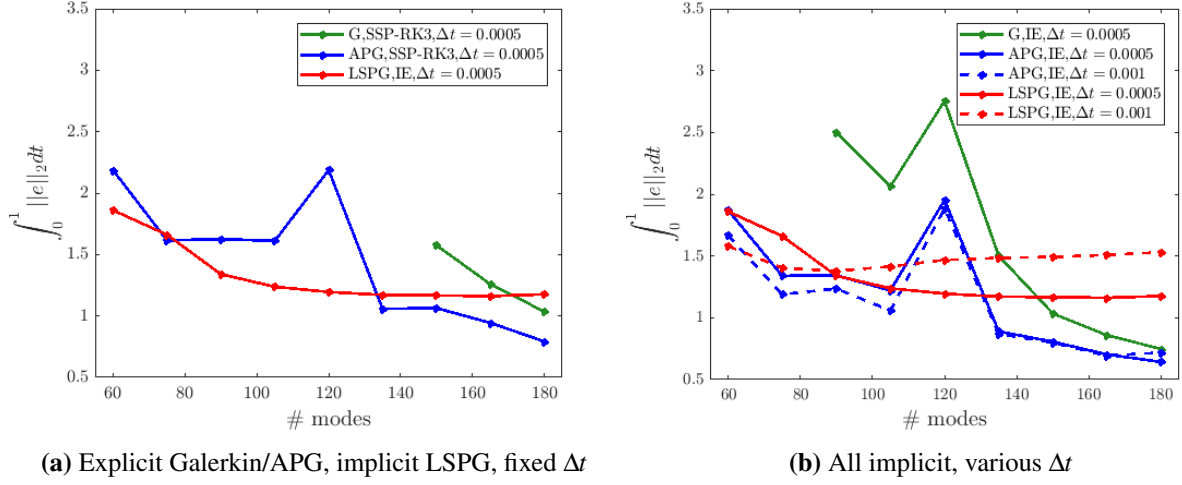 3.5
3
2.5
2
1.5
1
0.5
60
80
100
120
140
160
180
# modes
∫₀¹ ||e||₂dt
G,SSP-RK3,Δt = 0.0005
APG,SSP-RK3,Δt = 0.0005
LSPG,IE,Δt = 0.0005
(a) Explicit Galerkin/APG, implicit LSPG, fixed Δt
3.5
3
2.5
2
1.5
1
0.5
60
80
100
120
140
160
180
# modes
∫₀¹ ||e||₂dt
G,IE,Δt = 0.0005
APG,IE,Δt = 0.0005
APG,IE,Δt = 0.001
LSPG,IE,Δt = 0.0005
LSPG,IE,Δt = 0.001
(b) All implicit, various Δt